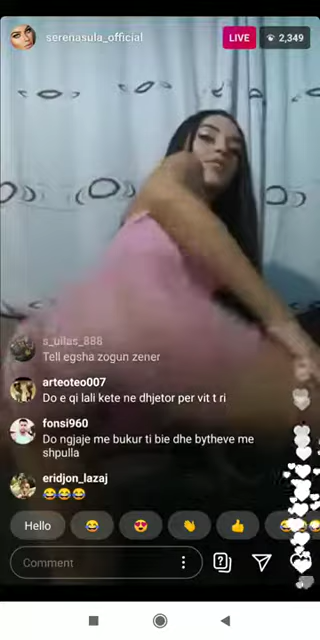 serenasula_official
LIVE 2,349
s_uilas_888
Tell egsha zogun zener
arteoteo007
Do e qi lali kete ne dhjetor per vit t ri
fonsi960
Do ngjaje me bukur ti bie dhe bytheve me
shpulla
eridjon_lazaj
😂😂😂
Hello 😂 😍 👏 👍
Comment